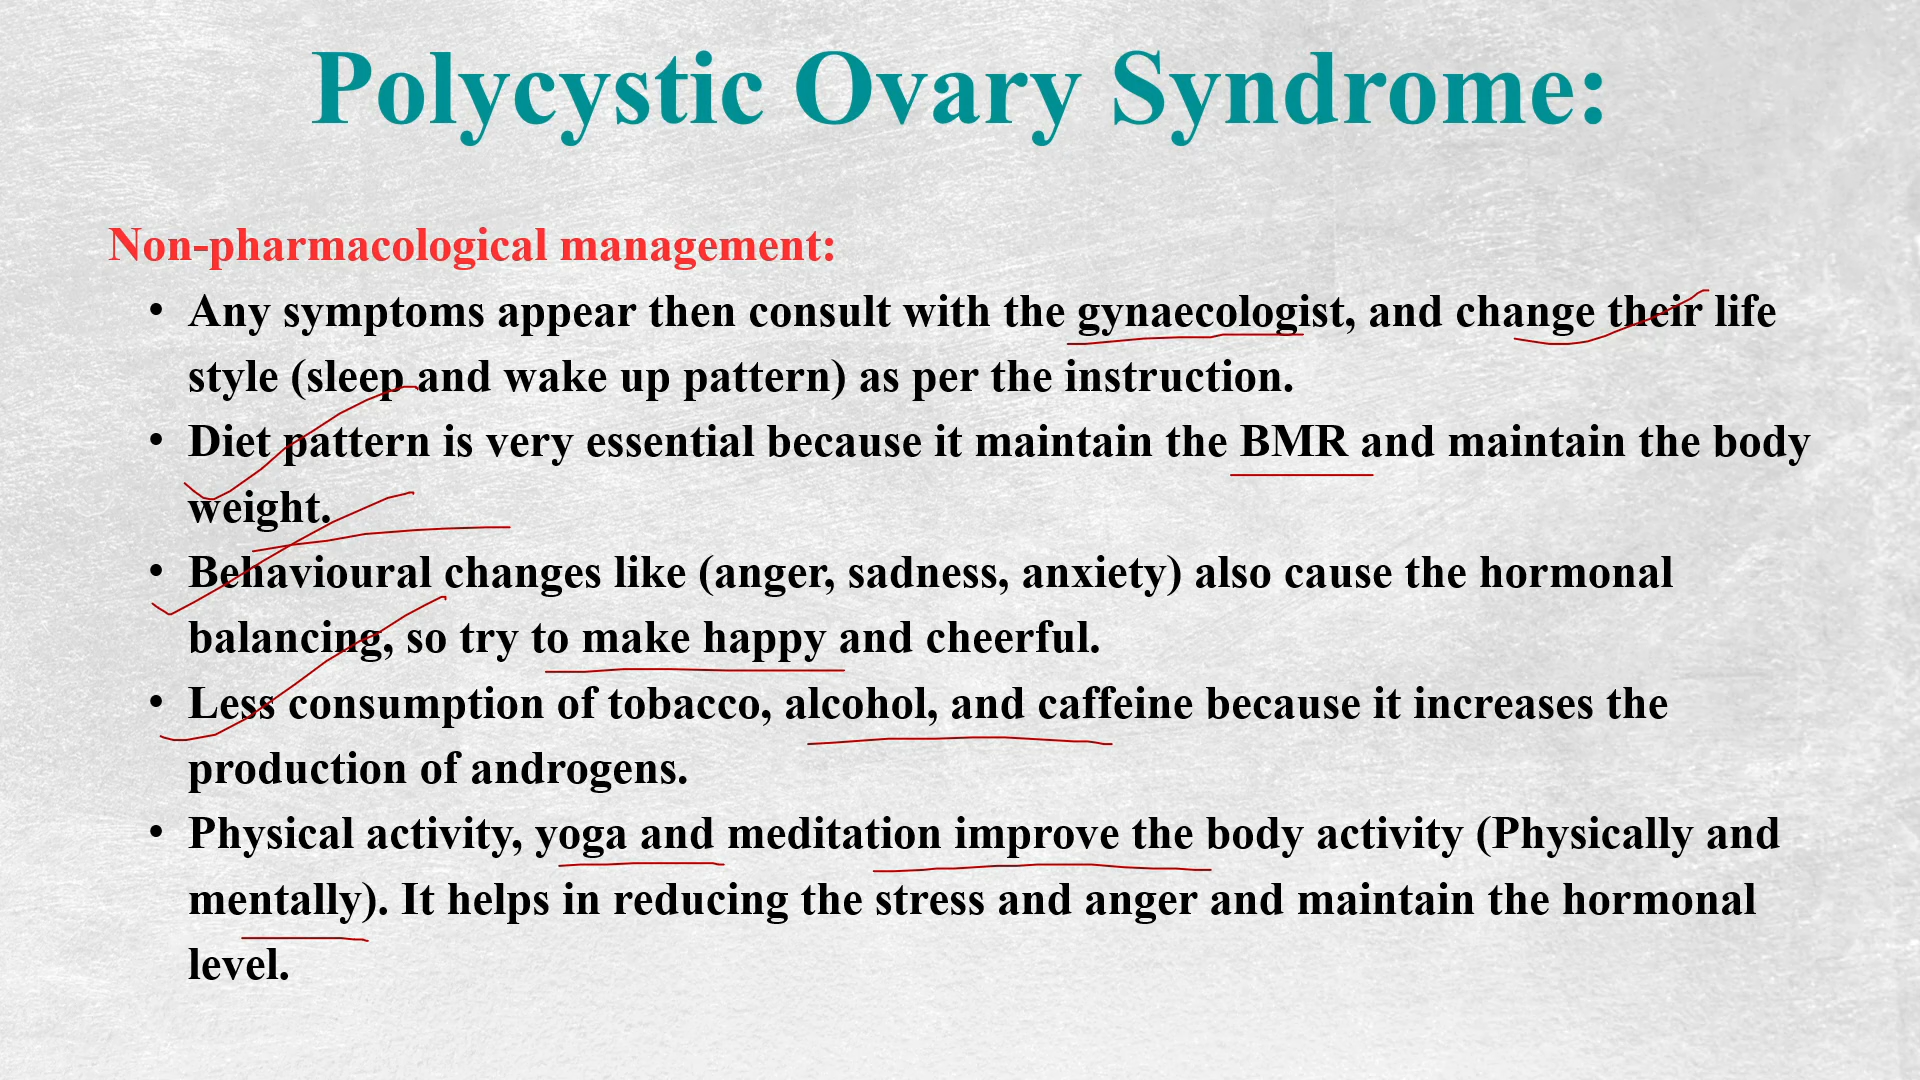 Polycystic Ovary Syndrome:
Non-pharmacological management:
• Any symptoms appear then consult with the gynaecologist, and change their life
style (sleep and wake up pattern) as per the instruction.
• Diet pattern is very essential because it maintain the BMR and maintain the body
weight.
• Behavioural changes like (anger, sadness, anxiety) also cause the hormonal
balancing, so try to make happy and cheerful.
• Less consumption of tobacco, alcohol, and caffeine because it increases the
production of androgens.
• Physical activity, yoga and meditation improve the body activity (Physically and
mentally). It helps in reducing the stress and anger and maintain the hormonal
level.